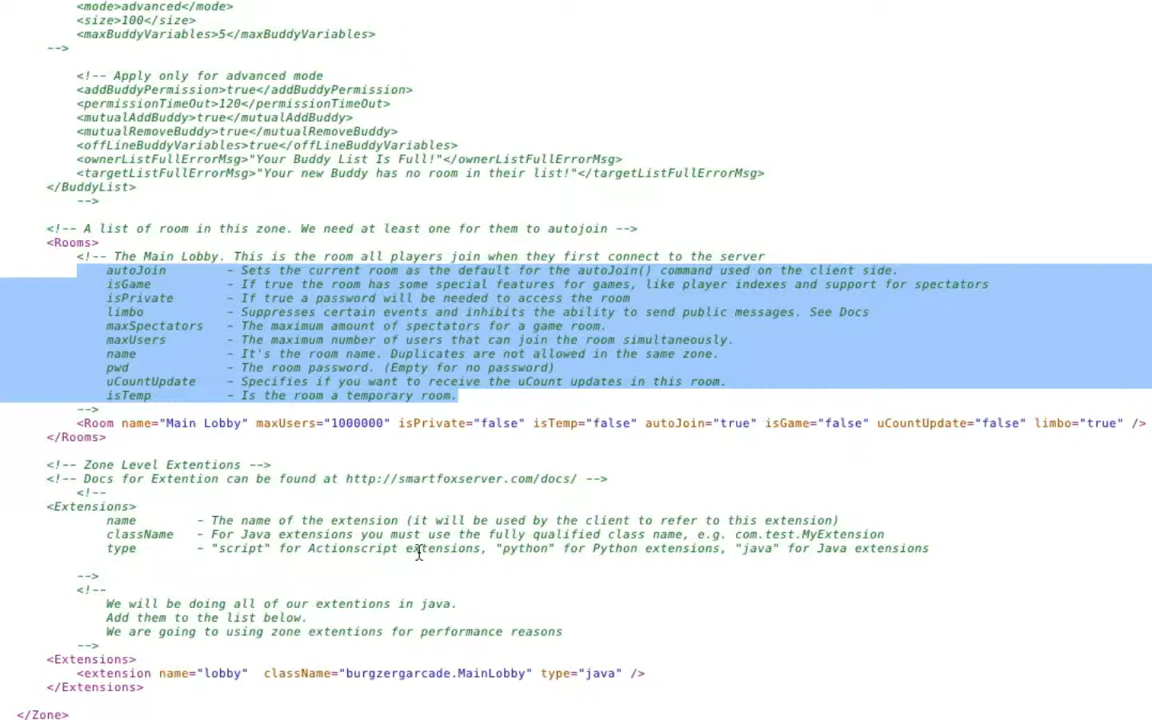 <mode>advanced</mode>
<size>100</size>
<maxBuddyVariables>5</maxBuddyVariables>
-->
<!-- Apply only for advanced mode
<addBuddyPermission>true</addBuddyPermission>
<permissionTimeOut>120</permissionTimeOut>
<mutualAddBuddy>true</mutualAddBuddy>
<mutualRemoveBuddy>true</mutualRemoveBuddy>
<offLineBuddyVariables>true</offLineBuddyVariables>
<ownerListFullErrorMsg>"Your Buddy List Is Full!"</ownerListFullErrorMsg>
<targetListFullErrorMsg>"Your new Buddy has no room in their list!"</targetListFullErrorMsg>
</BuddyList>
-->
<!-- A list of room in this zone. We need at least one for them to autojoin -->
<Rooms>
<!-- The Main Lobby. This is the room all players join when they first connect to the server
autoJoin - Sets the current room as the default for the autoJoin() command used on the client side.
isGame - If true the room has some special features for games, like player indexes and support for spectators
isPrivate - If true a password will be needed to access the room
limbo - Suppresses certain events and inhibits the ability to send public messages. See Docs
maxSpectators - The maximum amount of spectators for a game room.
maxUsers - The maximum number of users that can join the room simultaneously.
name - It's the room name. Duplicates are not allowed in the same zone.
pwd - The room password. (Empty for no password)
uCountUpdate - Specifies if you want to receive the uCount updates in this room.
isTemp - Is the room a temporary room.
-->
<Room name="Main Lobby" maxUsers="1000000" isPrivate="false" isTemp="false" autoJoin="true" isGame="false" uCountUpdate="false" limbo="true" />
</Rooms>
<!-- Zone Level Extentions -->
<!-- Docs for Extention can be found at http://smartfoxserver.com/docs/ -->
<!--
<Extensions>
name - The name of the extension (it will be used by the client to refer to this extension)
className - For Java extensions you must use the fully qualified class name, e.g. com.test.MyExtension
type - "script" for Actionscript extensions, "python" for Python extensions, "java" for Java extensions
-->
<!--
We will be doing all of our extentions in java.
Add them to the list below.
We are going to using zone extentions for performance reasons
-->
<Extensions>
<extension name="lobby" className="burgzergarcade.MainLobby" type="java" />
</Extensions>
</Zone>